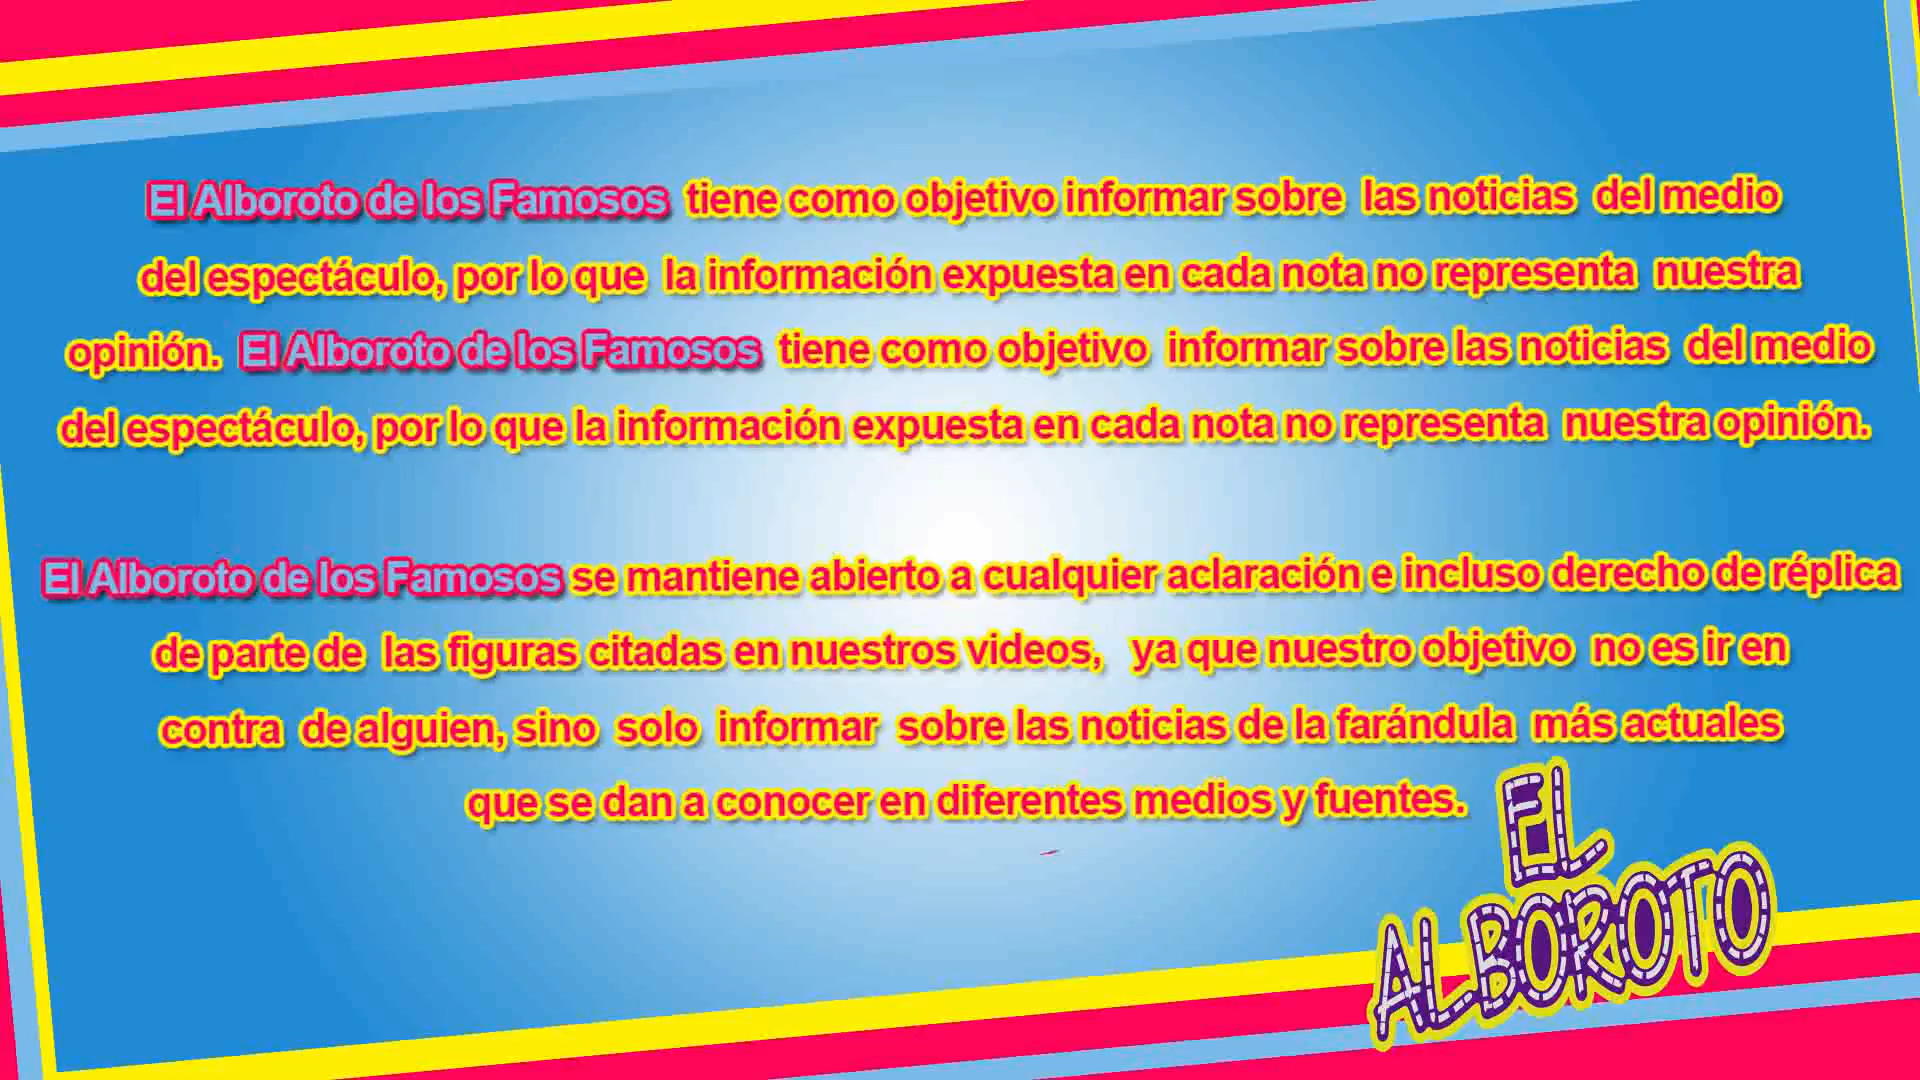 El Alboroto de los Famosos tiene como objetivo informar sobre las noticias del medio
del espectáculo, por lo que la información expuesta en cada nota no representa nuestra
opinión. El Alboroto de los Famosos tiene como objetivo informar sobre las noticias del medio
del espectáculo, por lo que la información expuesta en cada nota no representa nuestra opinión.
El Alboroto de los Famosos se mantiene abierto a cualquier aclaración e incluso derecho de réplica
de parte de las figuras citadas en nuestros videos, ya que nuestro objetivo no es ir en
contra de alguien, sino solo informar sobre las noticias de la farándula más actuales
que se dan a conocer en diferentes medios y fuentes.
EL
ALBOROTO